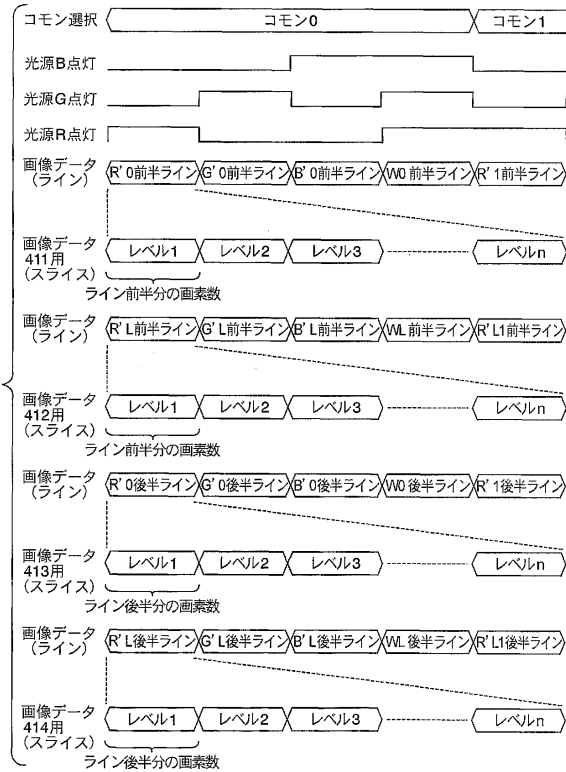 コモン選択 コモン0 コモン1
光源B点灯
光源G点灯
光源R点灯
画像データ
(ライン) R'0前半ライン G'0前半ライン B'0前半ライン W0前半ライン R'1前半ライン
画像データ
411用
(スライス) レベル1 レベル2 レベル3 レベルn
ライン前半分の画素数
画像データ
(ライン) R'L前半ライン G'L前半ライン B'L前半ライン WL前半ライン R'L1前半ライン
画像データ
412用
(スライス) レベル1 レベル2 レベル3 レベルn
ライン前半分の画素数
画像データ
(ライン) R'0後半ライン G'0後半ライン B'0後半ライン W0後半ライン R'1後半ライン
画像データ
413用
(スライス) レベル1 レベル2 レベル3 レベルn
ライン後半分の画素数
画像データ
(ライン) R'L後半ライン G'L後半ライン B'L後半ライン WL後半ライン R'L1後半ライン
画像データ
414用
(スライス) レベル1 レベル2 レベル3 レベルn
ライン後半分の画素数